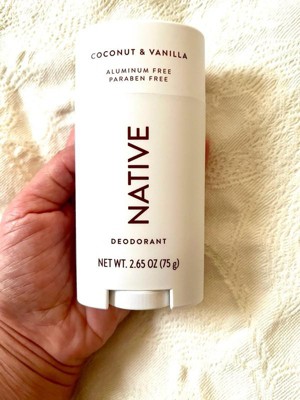 COCONUT & VANILLA
ALUMINUM FREE
PARABEN FREE
NATIVE
DEODORANT
NET WT. 2.65 OZ (75 g)